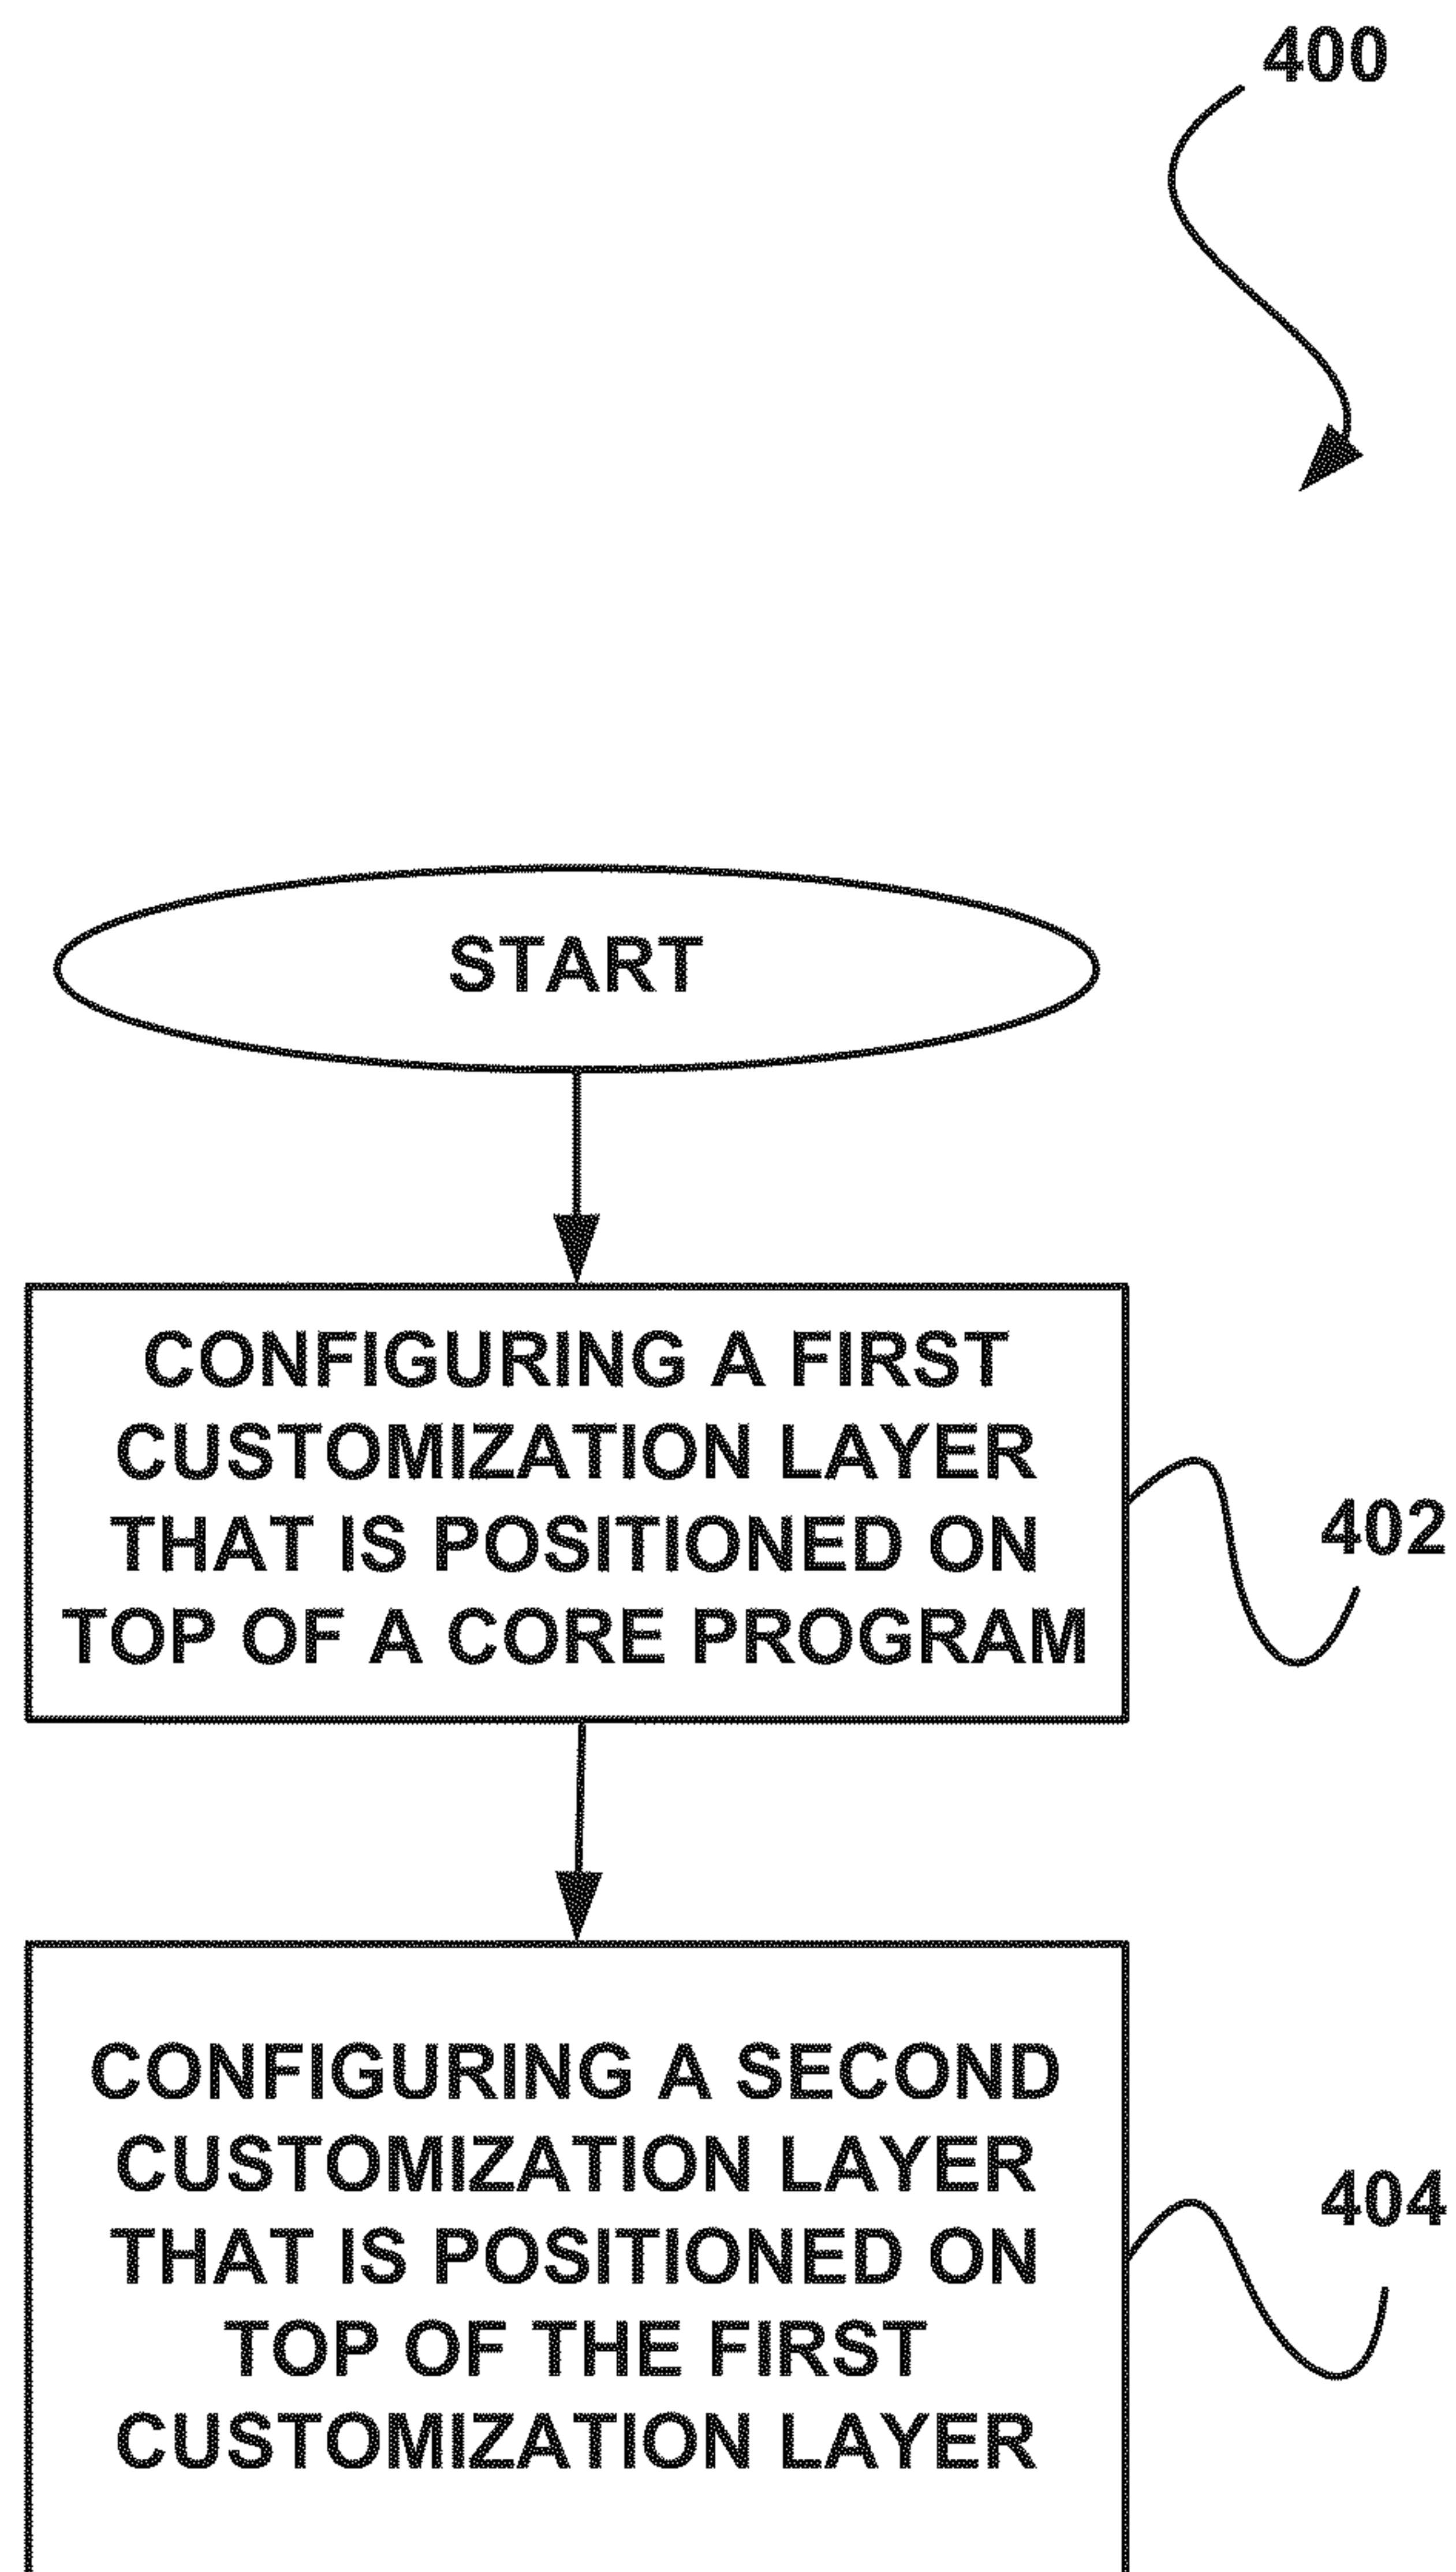 400
START
CONFIGURING A FIRST
CUSTOMIZATION LAYER
THAT IS POSITIONED ON
TOP OF A CORE PROGRAM
402
CONFIGURING A SECOND
CUSTOMIZATION LAYER
THAT IS POSITIONED ON
TOP OF THE FIRST
CUSTOMIZATION LAYER
404